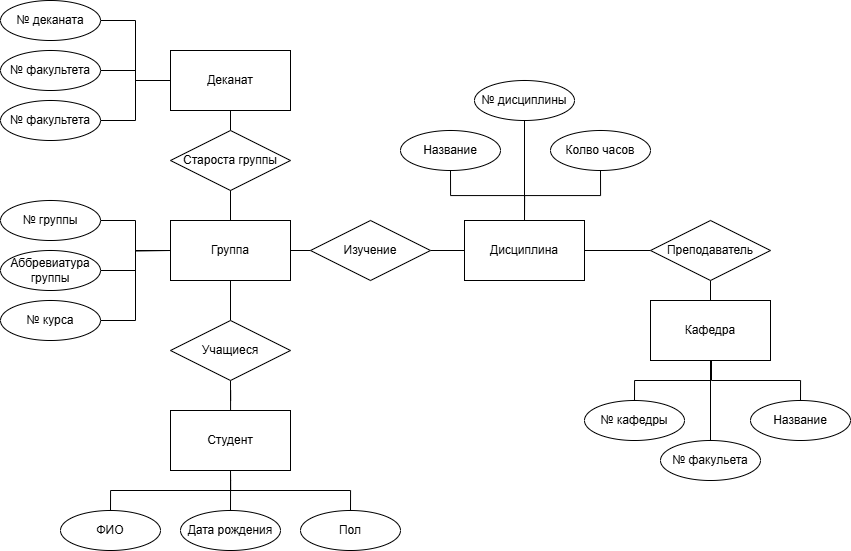 № деканата
№ факультета
Деканат
№ факультета
№ дисциплины
Название
Колво часов
Староста группы
№ группы
Группа
Изучение
Дисциплина
Преподаватель
Аббревиатура
группы
№ курса
Кафедра
Учащиеся
№ кафедры
Название
Студент
№ факульета
ФИО
Дата рождения
Пол